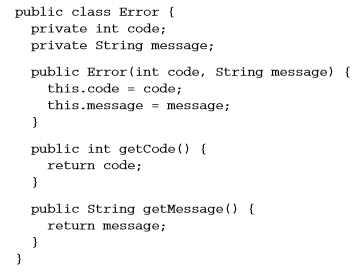 public class Error {
private int code;
private String message;
public Error(int code, String message) {
this.code = code;
this.message = message;
}
public int getCode() {
return code;
}
public String getMessage() {
return message;
}
}